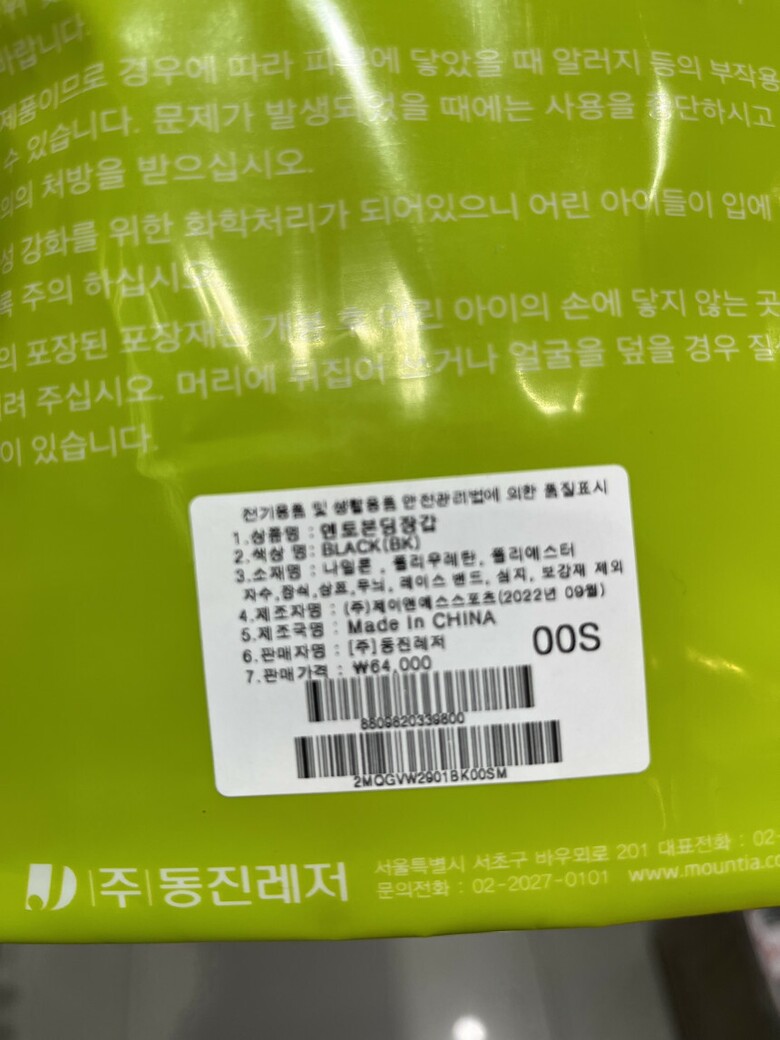 바랍니다.
제품이므로 경우에 따라 피부에 닿았을 때 알러지 등의 부작용
수 있습니다. 문제가 발생되었을 때에는 사용을 중단하시고
의의 처방을 받으십시오.
성 강화를 위한 화학처리가 되어있으니 어린 아이들이 입에
록 주의 하십시오.
의 포장된 포장재는 개봉 후 어린 아이의 손에 닿지 않는 곳
려 주십시오. 머리에 뒤집어 쓰거나 얼굴을 덮을 경우 질
이 있습니다.
전기용품 및 생활용품 안전관리법에 의한 품질표시
1.상품명 : 멘토본딩장갑
2.색상 명: BLACK(BK)
3.소재명 : 나일론 , 폴리우레탄, 폴리에스터
자수,장식,상표,무늬, 레이스 밴드, 심지, 보강재 제외
4.제조자명 : (주)제이앤에스스포츠(2022년 09월)
5.제조국명 : Made In CHINA
6.판매자명 : [주]동진레저
00S
7.판매가격 : ₩64,000
8809820339800
2MQGVW2901BK00SM
주 동진레저
서울특별시 서초구 바우뫼로 201 대표전화 : 02-
문의전화 : 02-2027-0101 www.mountia.co